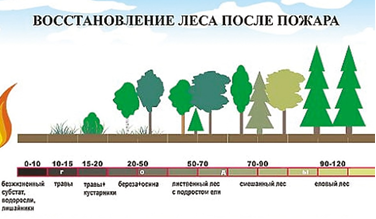 ВОССТАНОВЛЕНИЕ ЛЕСА ПОСЛЕ ПОЖАРА
0-10 10-15 15-20 20-50 50-70 70-90 90-120
Г О Д Ы
безжизненный субстат, водоросли, лишайники
травы
травы+ кустарники
береза+осина
лиственный лес с подростом ели
смешанный лес
еловый лес